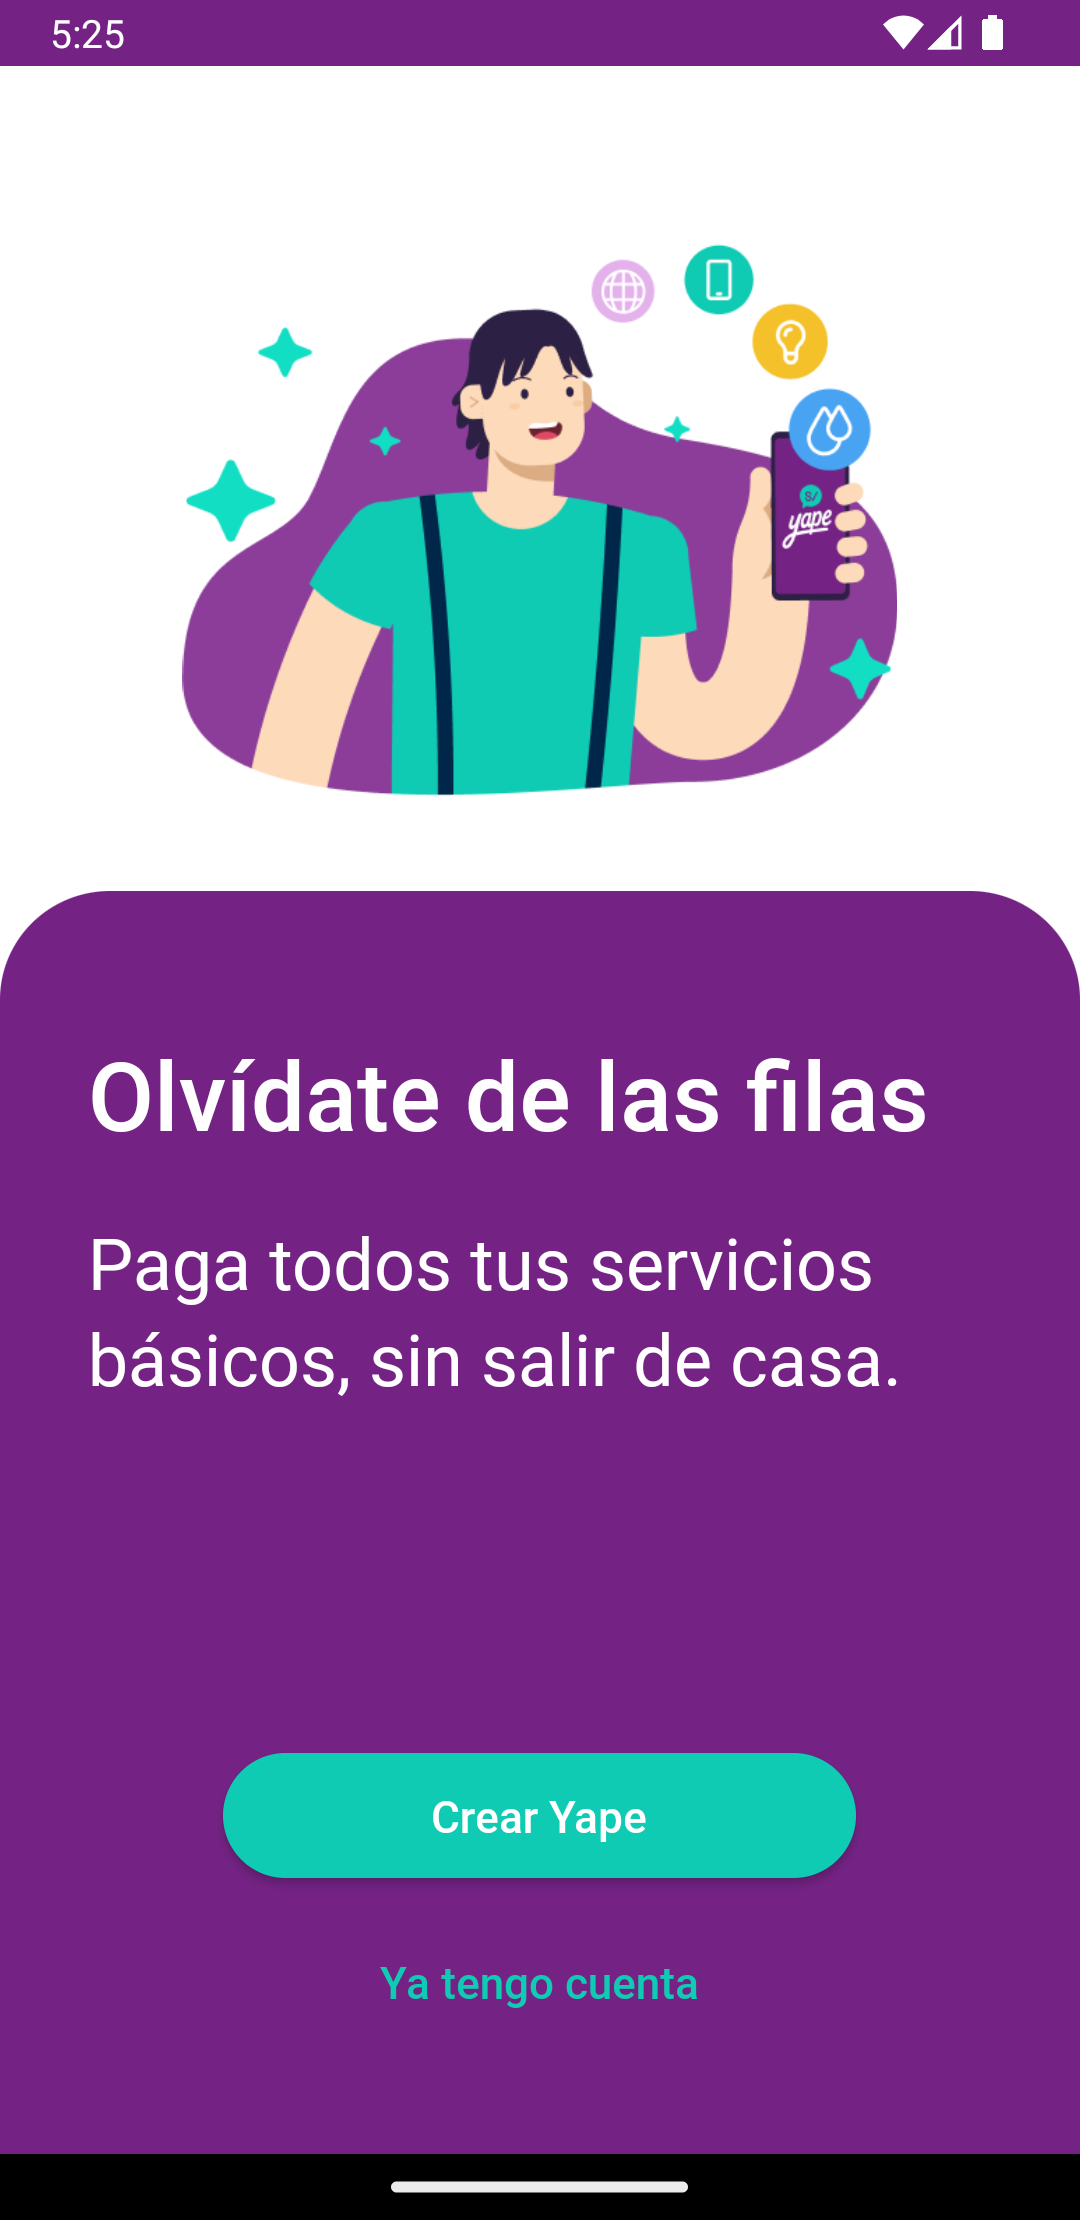 5:25
S/
yape
Olvídate de las filas
Paga todos tus servicios
básicos, sin salir de casa.
Crear Yape
Ya tengo cuenta